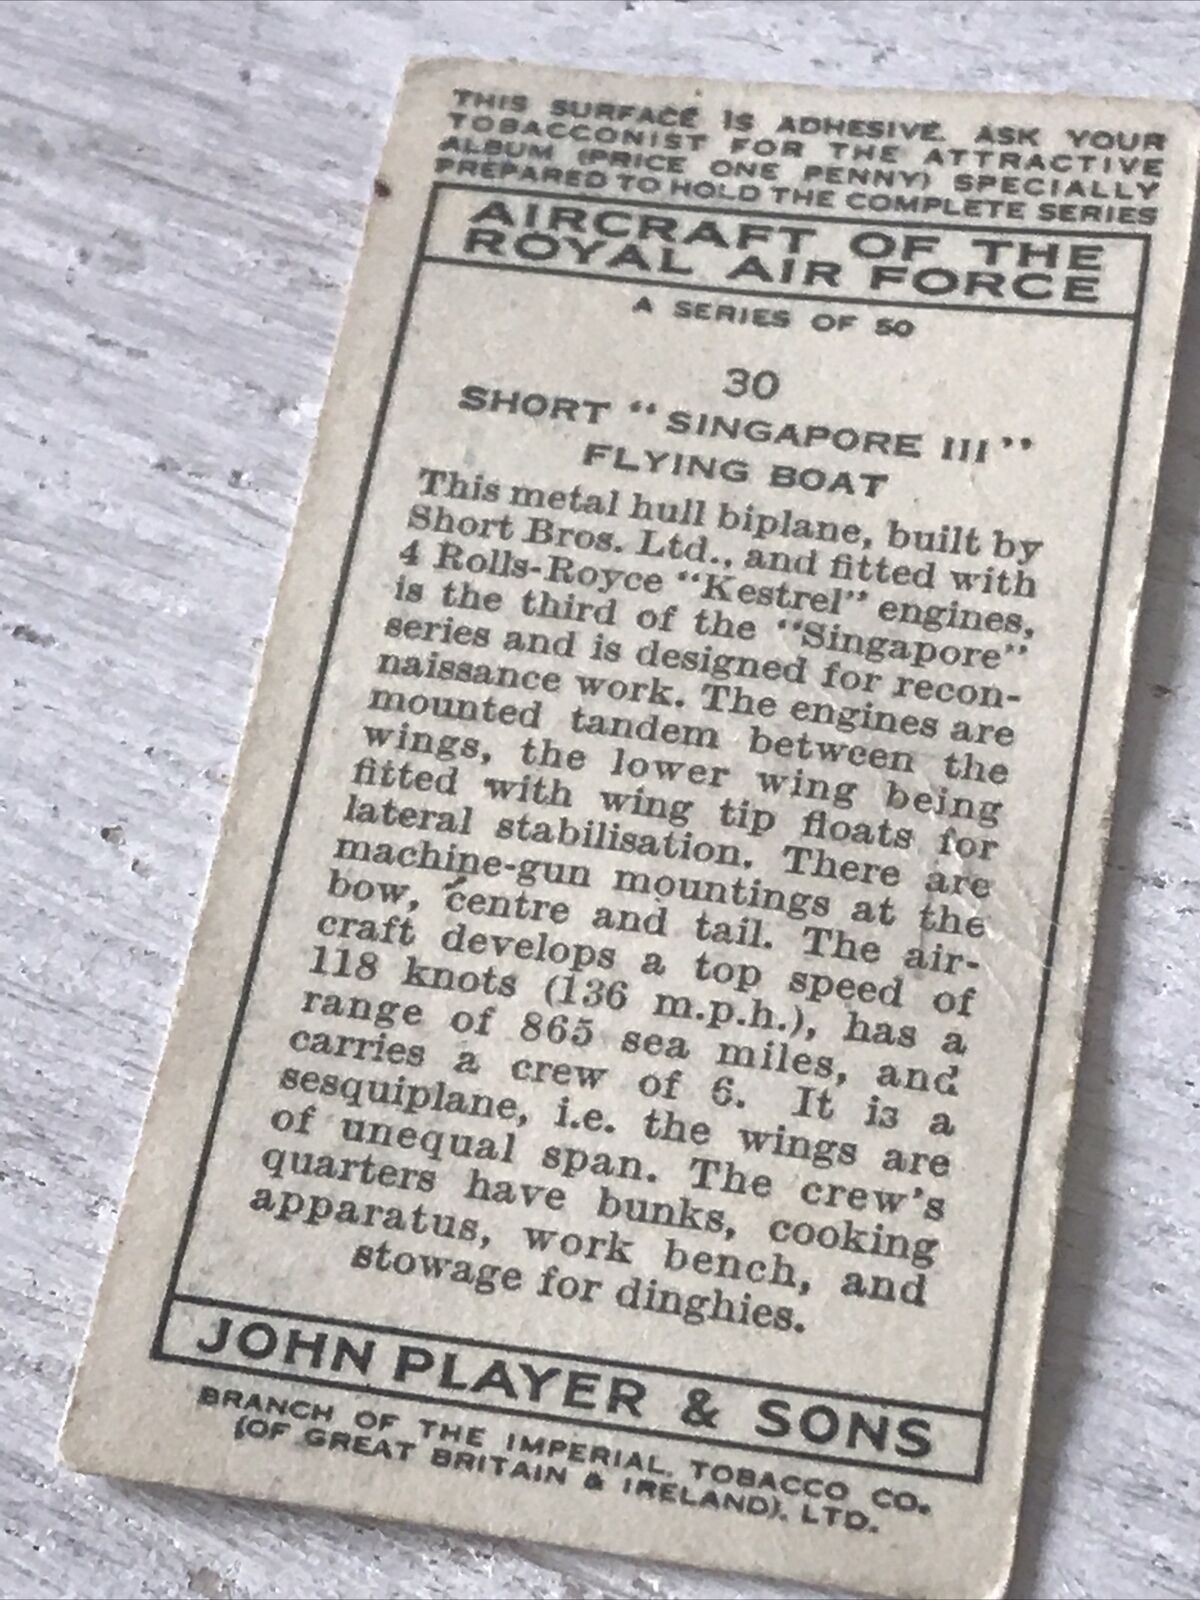 THIS SURFACE IS ADHESIVE. ASK YOUR
TOBACCONIST FOR THE ATTRACTIVE
ALBUM (PRICE ONE PENNY) SPECIALLY
PREPARED TO HOLD THE COMPLETE SERIES
AIRCRAFT OF THE
ROYAL AIR FORCE
A SERIES OF 50
30
SHORT "SINGAPORE III"
FLYING BOAT
This metal hull biplane, built by
Short Bros. Ltd., and fitted with
4 Rolls-Royce "Kestrel" engines,
is the third of the "Singapore"
series and is designed for recon-
naissance work. The engines are
mounted tandem between the
wings, the lower wing being
fitted with wing tip floats for
lateral stabilisation. There are
machine-gun mountings at the
bow, centre and tail. The air-
craft develops a top speed of
118 knots (136 m.p.h.), has a
range of 865 sea miles, and
carries a crew of 6. It is a
sesquiplane, i.e. the wings are
of unequal span. The crew's
quarters have bunks, cooking
apparatus, work bench, and
stowage for dinghies.
JOHN PLAYER & SONS
BRANCH OF THE IMPERIAL TOBACCO CO.
(OF GREAT BRITAIN & IRELAND), LTD.